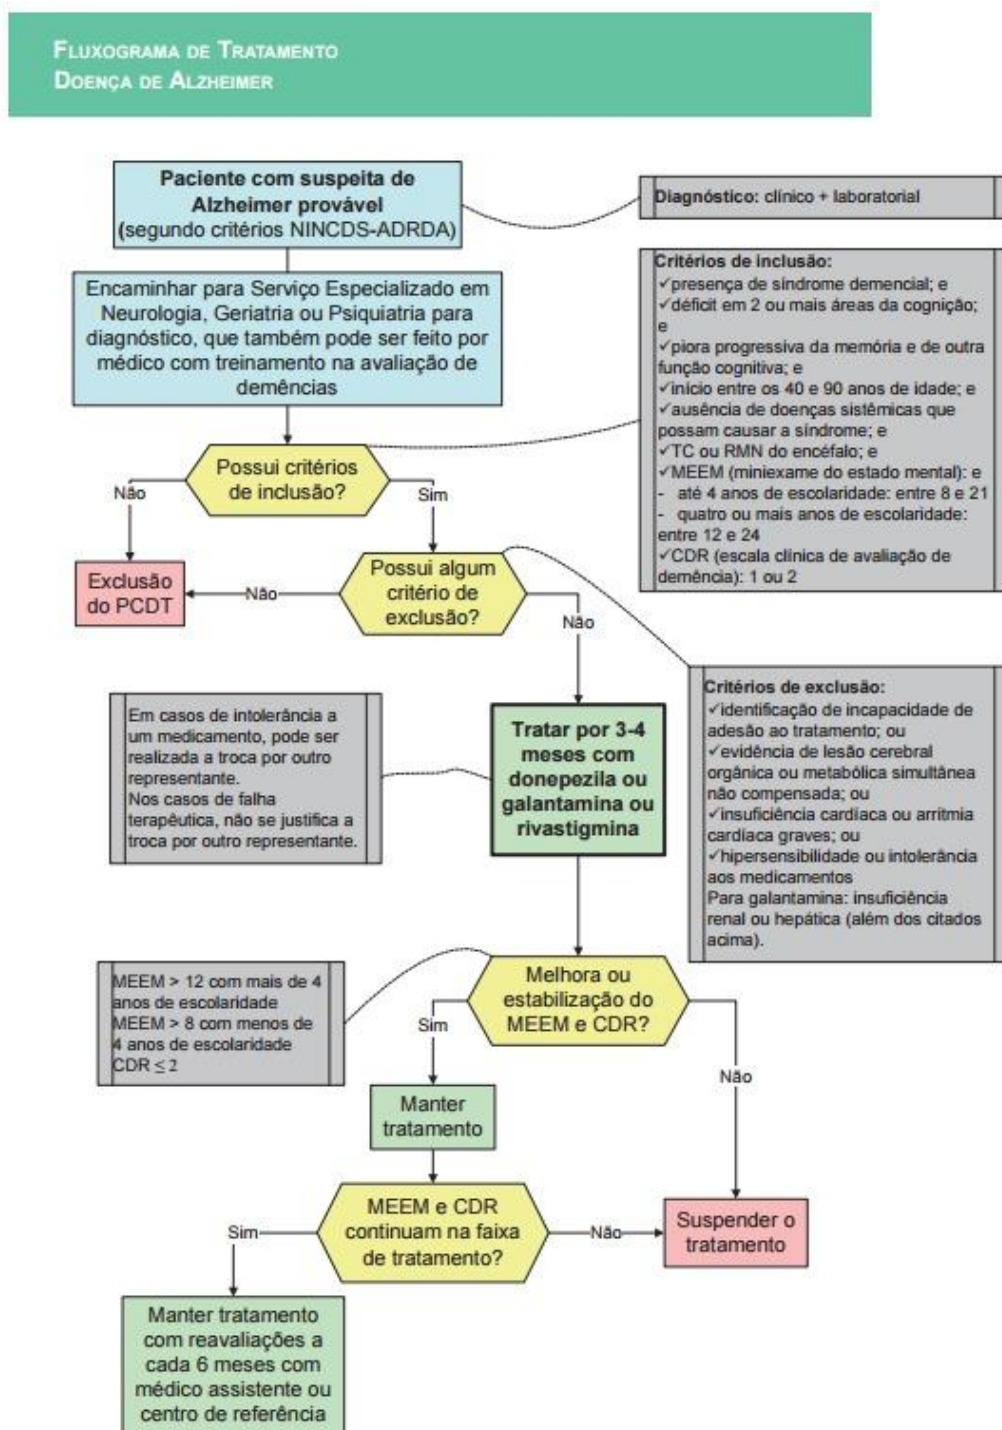 Fluxograma de Tratamento
Doença de Alzheimer
Paciente com suspeita de
Alzheimer provável
(segundo critérios NINCDS-ADRDA)
Diagnóstico: clínico + laboratorial
Encaminhar para Serviço Especializado em
Neurologia, Geriatria ou Psiquiatria para
diagnóstico, que também pode ser feito por
médico com treinamento na avaliação de
demências
Critérios de inclusão:
✓presença de síndrome demencial; e
✓déficit em 2 ou mais áreas da cognição;
e
✓piora progressiva da memória e de outra
função cognitiva; e
✓início entre os 40 e 90 anos de idade; e
✓ausência de doenças sistêmicas que
possam causar a síndrome; e
✓TC ou RMN do encéfalo; e
✓MEEM (miniexame do estado mental): e
- até 4 anos de escolaridade: entre 8 e 21
- quatro ou mais anos de escolaridade:
entre 12 e 24
✓CDR (escala clínica de avaliação de
demência): 1 ou 2
Possui critérios
de inclusão?
Não
Sim
Exclusão
do PCDT
Não
Possui algum
critério de
exclusão?
Não
Critérios de exclusão:
✓identificação de incapacidade de
adesão ao tratamento; ou
✓evidência de lesão cerebral
orgânica ou metabólica simultânea
não compensada; ou
✓insuficiência cardíaca ou arritmia
cardíaca graves; ou
✓hipersensibilidade ou intolerância
aos medicamentos
Para galantamina: insuficiência
renal ou hepática (além dos citados
acima).
Em casos de intolerância a
um medicamento, pode ser
realizada a troca por outro
representante.
Nos casos de falha
terapêutica, não se justifica a
troca por outro representante.
Tratar por 3-4
meses com
donepezila ou
galantamina ou
rivastigmina
MEEM > 12 com mais de 4
anos de escolaridade
MEEM > 8 com menos de
4 anos de escolaridade
CDR ≤ 2
Melhora ou
estabilização do
MEEM e CDR?
Sim
Não
Manter
tratamento
MEEM e CDR
continuam na faixa
de tratamento?
Sim
Não
Suspender o
tratamento
Manter tratamento
com reavaliações a
cada 6 meses com
médico assistente ou
centro de referência